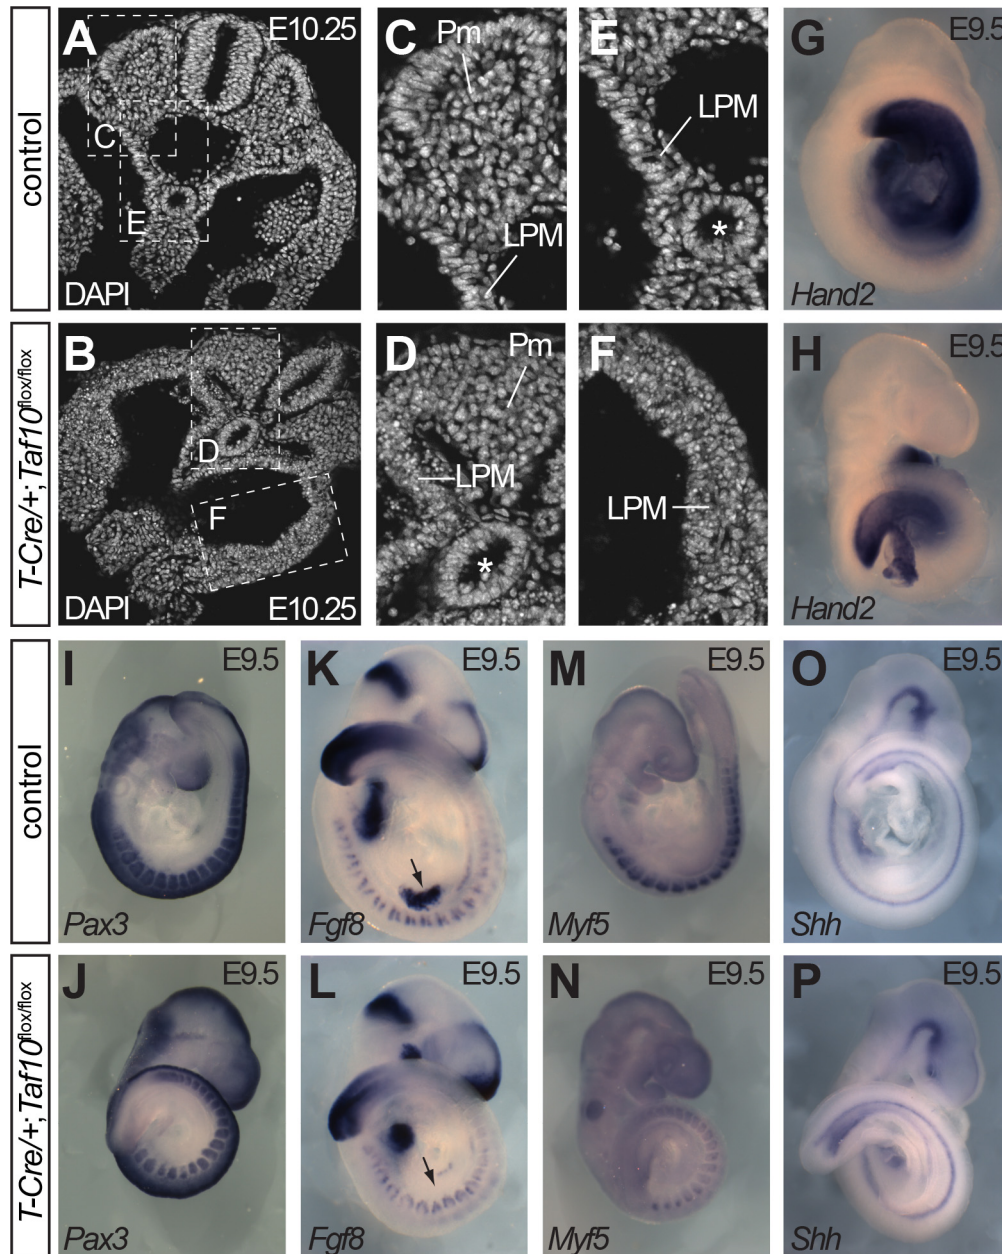 control
A
E10.25
C
E
DAPI
C
Pm
LPM
E
LPM
*
G
E9.5
Hand2
T-Cre/+;Taf10flox/flox
B
D
F
DAPI
E10.25
D
Pm
LPM
*
F
LPM
H
E9.5
Hand2
control
I
E9.5
Pax3
K
E9.5
Fgf8
M
E9.5
Myf5
O
E9.5
Shh
T-Cre/+;Taf10flox/flox
J
E9.5
Pax3
L
E9.5
Fgf8
N
E9.5
Myf5
P
E9.5
Shh